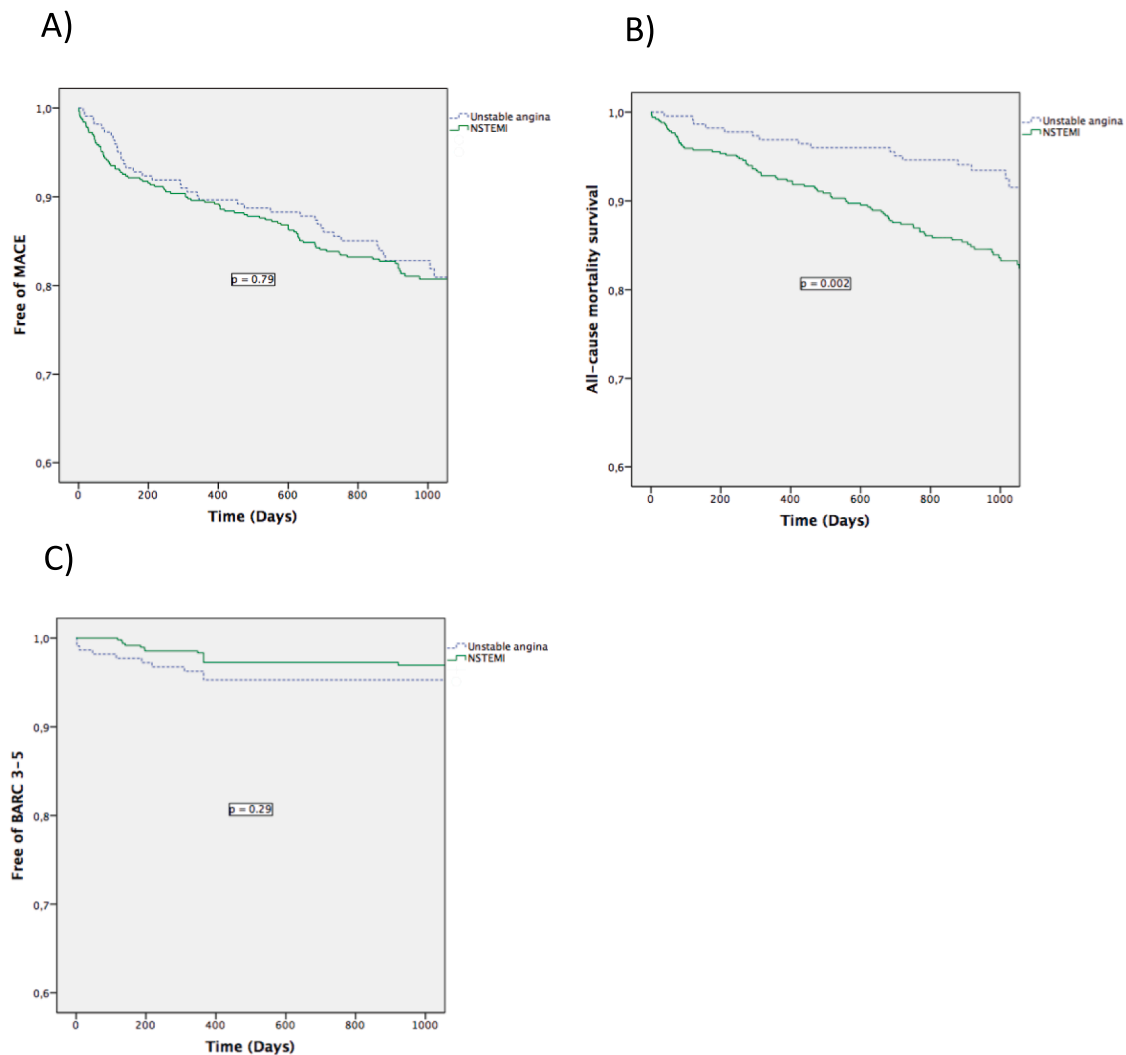 A)
1,0
0,9
0,8
0,7
0,6
Free of MACE
0 200 400 600 800 1000
Time (Days)
Unstable angina
NSTEMI
p = 0.79
B)
1,0
0,9
0,8
0,7
0,6
All-cause mortality survival
0 200 400 600 800 1000
Time (Days)
Unstable angina
NSTEMI
p = 0.002
C)
1,0
0,9
0,8
0,7
0,6
Free of BARC 3-5
0 200 400 600 800 1000
Time (Days)
Unstable angina
NSTEMI
p = 0.29